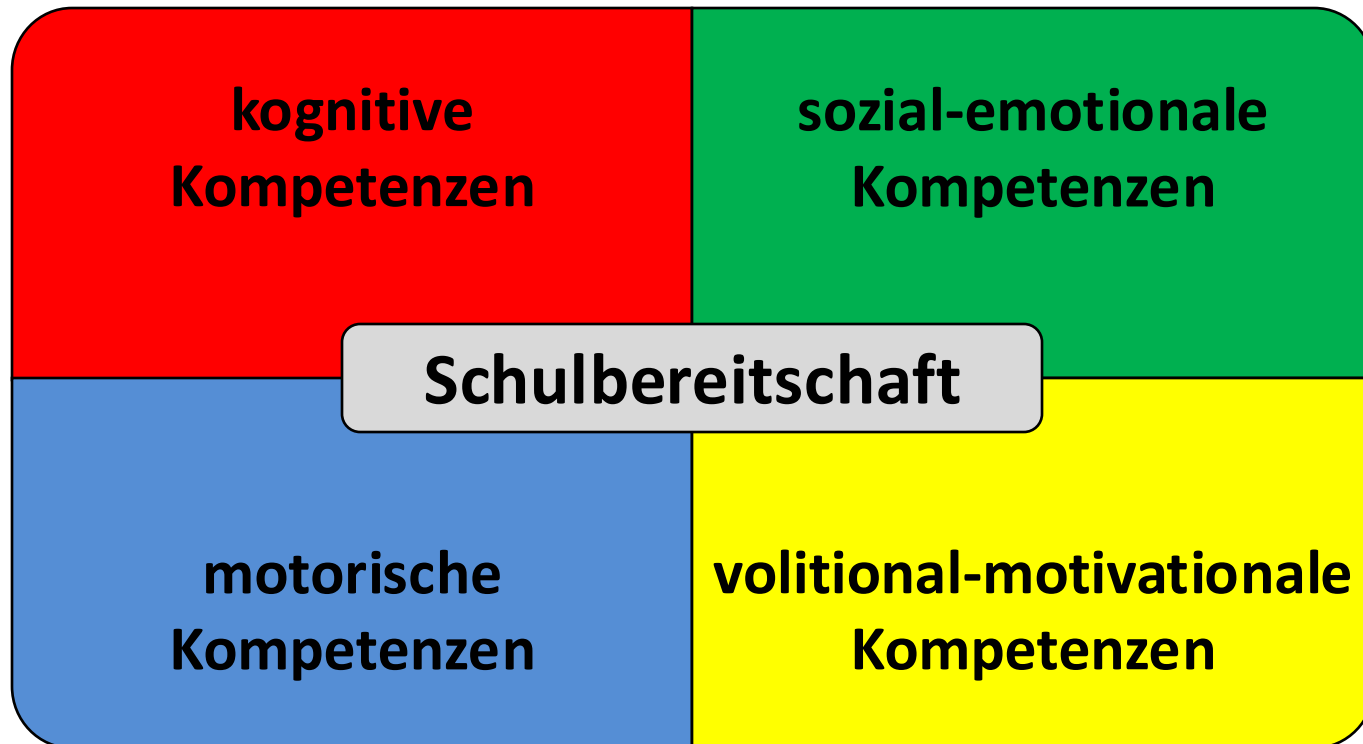 kognitive
Kompetenzen
sozial-emotionale
Kompetenzen
Schulbereitschaft
motorische
Kompetenzen
volitional-motivationale
Kompetenzen